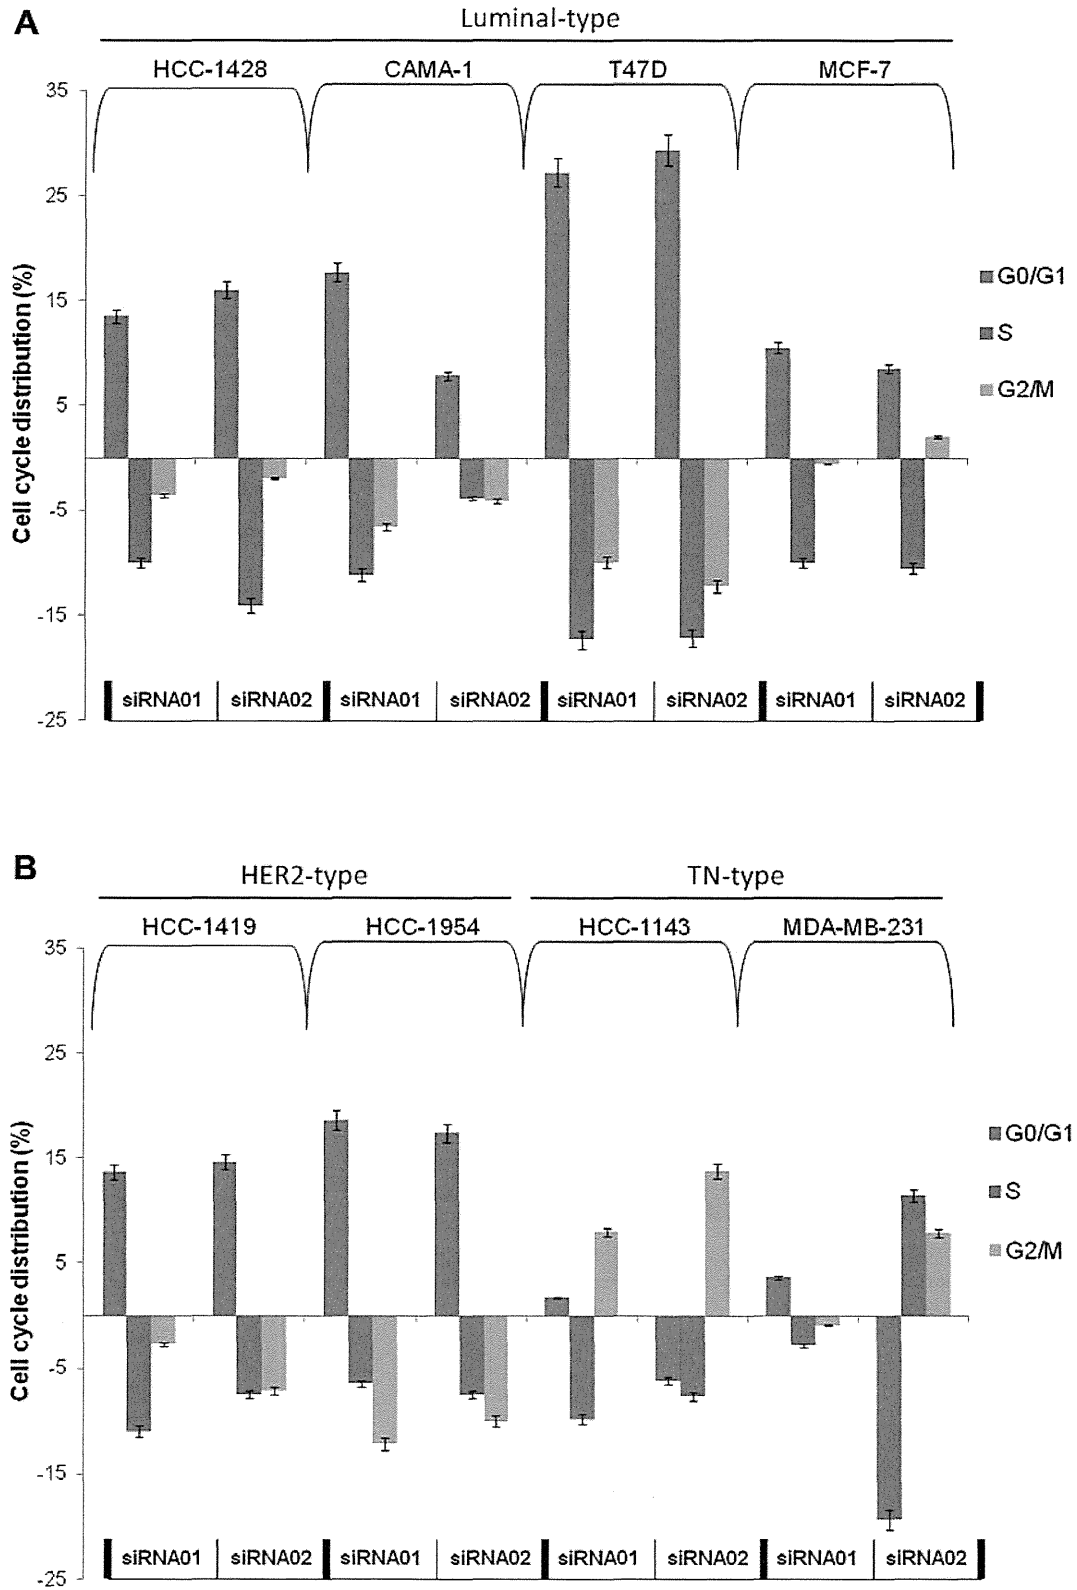 A
Luminal-type
HCC-1428 CAMA-1 T47D MCF-7
35
25
15
5
-5
-15
-25
Cell cycle distribution (%)
G0/G1
S
G2/M
siRNA01 siRNA02 siRNA01 siRNA02 siRNA01 siRNA02 siRNA01 siRNA02
B
HER2-type TN-type
HCC-1419 HCC-1954 HCC-1143 MDA-MB-231
35
25
15
5
-5
-15
-25
Cell cycle distribution (%)
G0/G1
S
G2/M
siRNA01 siRNA02 siRNA01 siRNA02 siRNA01 siRNA02 siRNA01 siRNA02